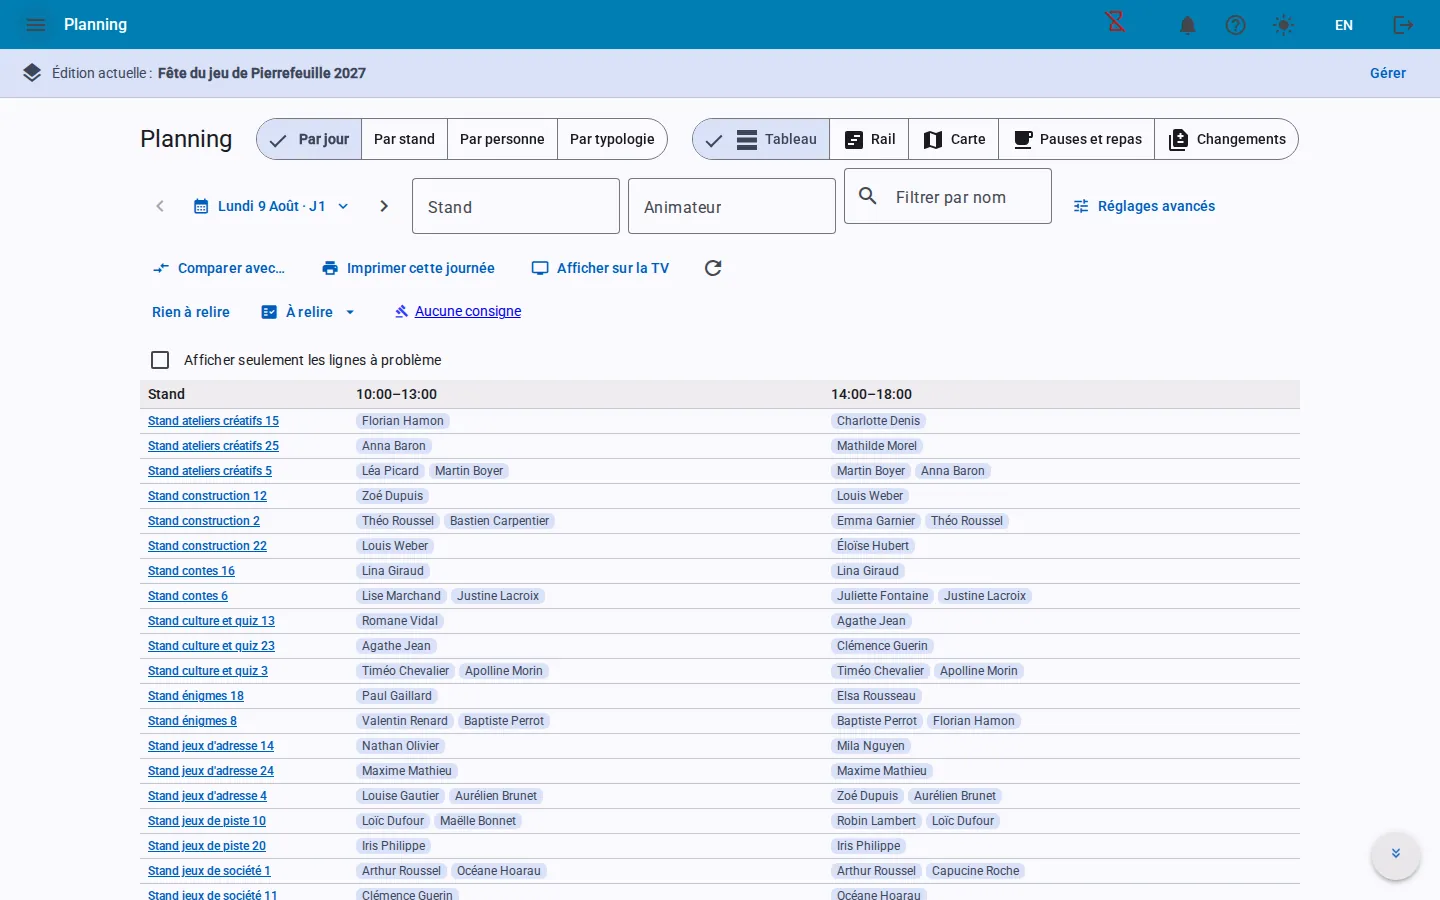 Planning
EN
Édition actuelle : Fête du jeu de Pierrefeuille 2027
Gérer
Planning
Par jour
Par stand
Par personne
Par typologie
Tableau
Rail
Carte
Pauses et repas
Changements
Lundi 9 Août · J1
Stand
Animateur
Filtrer par nom
Réglages avancés
Comparer avec...
Imprimer cette journée
Afficher sur la TV
Rien à relire
À relire
Aucune consigne
Afficher seulement les lignes à problème
Stand 10:00–13:00 14:00–18:00
Stand ateliers créatifs 15 Florian Hamon Charlotte Denis
Stand ateliers créatifs 25 Anna Baron Mathilde Morel
Stand ateliers créatifs 5 Léa Picard Martin Boyer Martin Boyer Anna Baron
Stand construction 12 Zoé Dupuis Louis Weber
Stand construction 2 Théo Roussel Bastien Carpentier Emma Garnier Théo Roussel
Stand construction 22 Louis Weber Éloïse Hubert
Stand contes 16 Lina Giraud Lina Giraud
Stand contes 6 Lise Marchand Justine Lacroix Juliette Fontaine Justine Lacroix
Stand culture et quiz 13 Romane Vidal Agathe Jean
Stand culture et quiz 23 Agathe Jean Clémence Guerin
Stand culture et quiz 3 Timéo Chevalier Apolline Morin Timéo Chevalier Apolline Morin
Stand énigmes 18 Paul Gaillard Elsa Rousseau
Stand énigmes 8 Valentin Renard Baptiste Perrot Baptiste Perrot Florian Hamon
Stand jeux d'adresse 14 Nathan Olivier Mila Nguyen
Stand jeux d'adresse 24 Maxime Mathieu Maxime Mathieu
Stand jeux d'adresse 4 Louise Gautier Aurélien Brunet Zoé Dupuis Aurélien Brunet
Stand jeux de piste 10 Loïc Dufour Maëlle Bonnet Robin Lambert Loïc Dufour
Stand jeux de piste 20 Iris Philippe Iris Philippe
Stand jeux de société 1 Arthur Roussel Océane Hoarau Arthur Roussel Capucine Roche
Stand jeux de société 11 Clémence Guerin Océane Hoarau